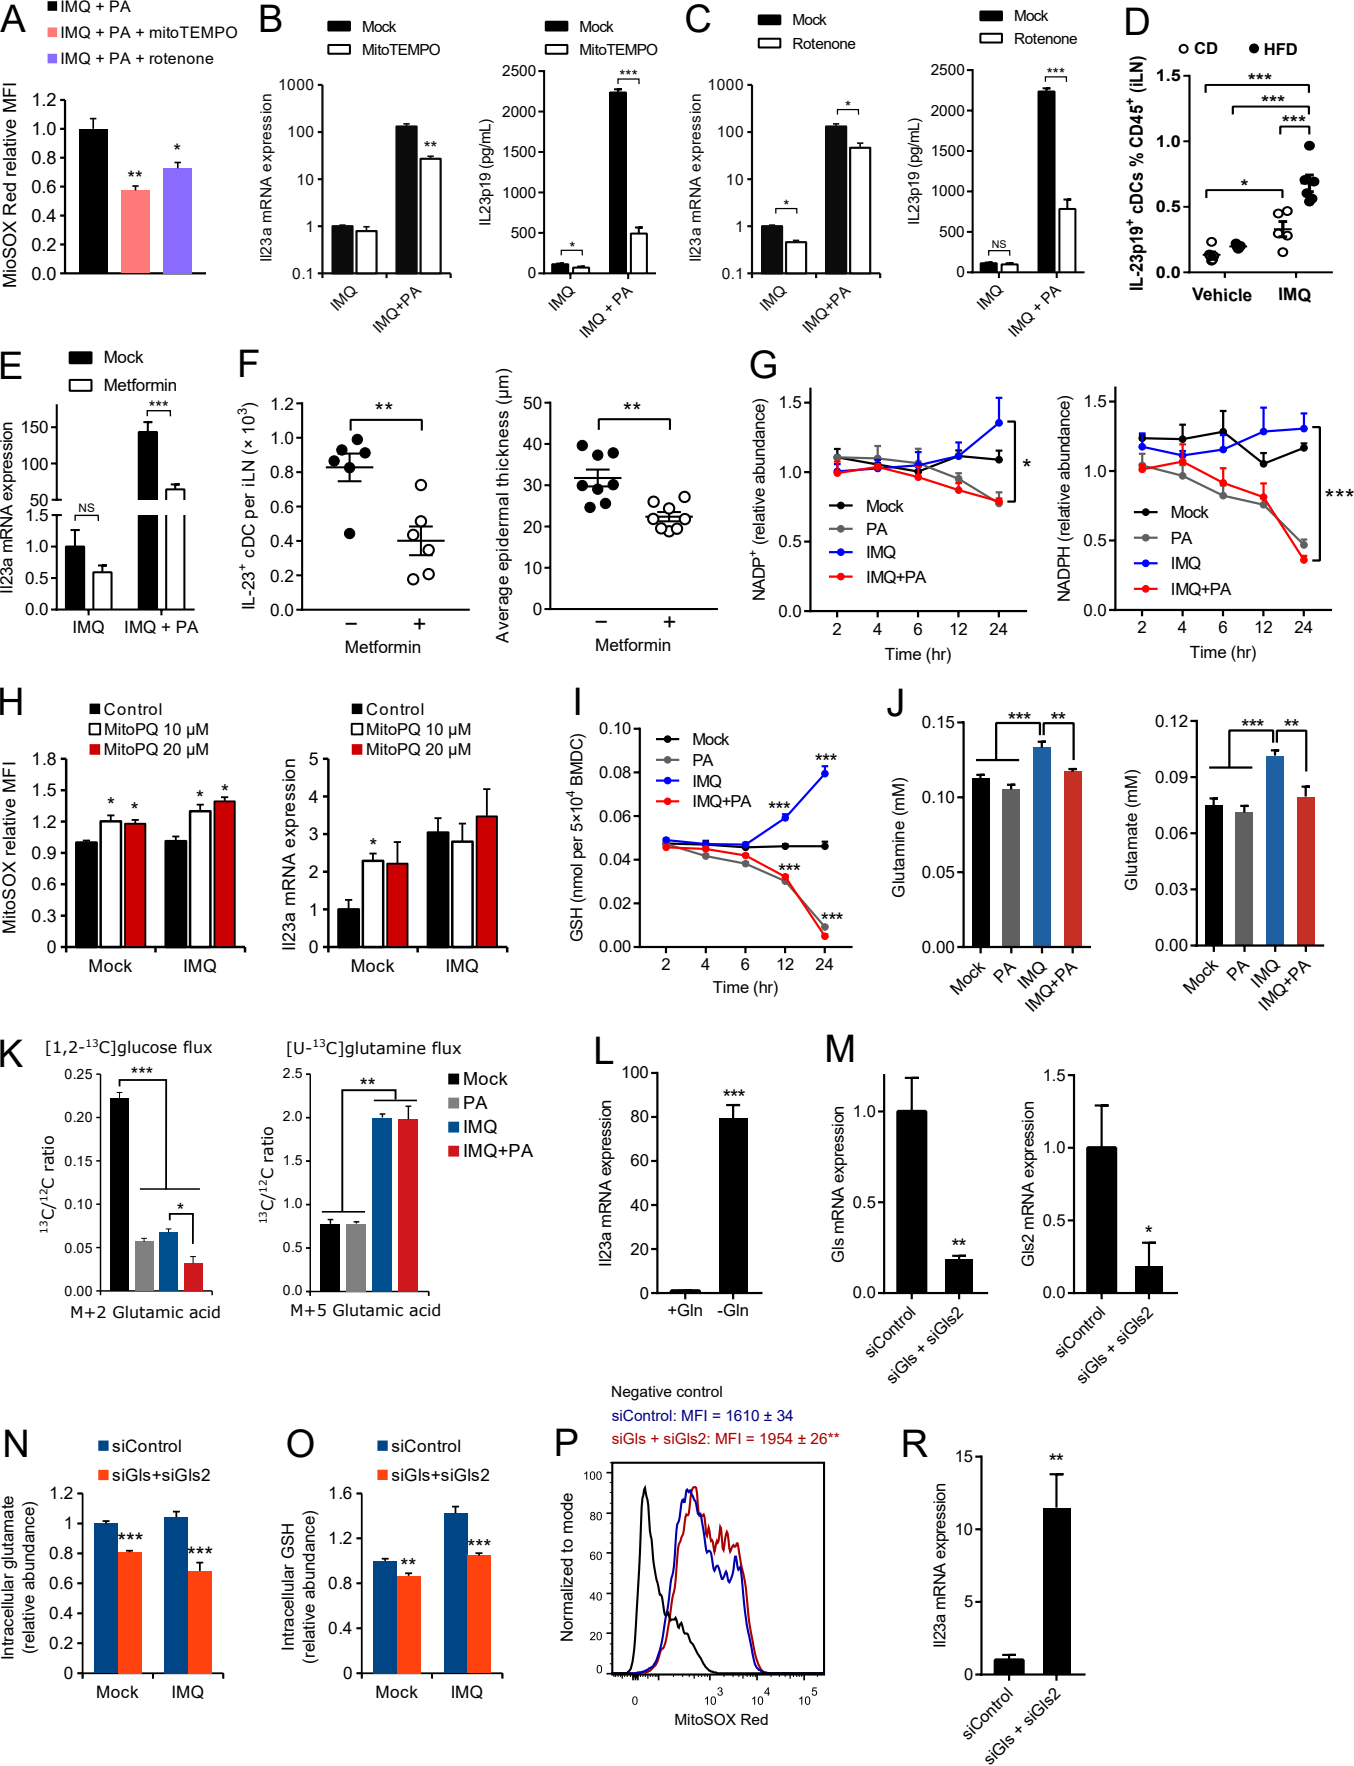 A
IMQ + PA
IMQ + PA + mitoTEMPO
IMQ + PA + rotenone
MioSOX Red relative MFI
1.2
1.0
0.8
0.6
0.4
0.2
0.0
**
*
B
Mock
MitoTEMPO
Il23a mRNA expression
1000
100
10
1
0.1
**
IMQ
IMQ+PA
Mock
MitoTEMPO
IL23p19 (pg/mL)
2500
2000
1500
1000
500
0
*
***
IMQ
IMQ + PA
C
Mock
Rotenone
Il23a mRNA expression
1000
100
10
1
0.1
*
*
IMQ
IMQ+PA
Mock
Rotenone
IL23p19 (pg/mL)
2500
2000
1500
1000
500
0
NS
***
IMQ
IMQ + PA
D
CD
HFD
IL-23p19⁺ cDCs % CD45⁺ (iLN)
1.5
1.0
0.5
0.0
***
***
***
*
Vehicle
IMQ
E
Mock
Metformin
Il23a mRNA expression
150
100
50
1.5
1.0
0.5
0.0
NS
***
IMQ
IMQ + PA
F
IL-23⁺ cDC per iLN (× 10³)
1.2
1.0
0.8
0.6
0.4
0.2
0.0
**
− +
Metformin
Average epidermal thickness (µm)
50
40
30
20
10
0
**
− +
Metformin
G
NADP⁺ (relative abundance)
1.5
1.0
0.5
0.0
Mock
PA
IMQ
IMQ+PA
*
2 4 6 12 24
Time (hr)
NADPH (relative abundance)
1.5
1.0
0.5
0.0
Mock
PA
IMQ
IMQ+PA
***
2 4 6 12 24
Time (hr)
H
Control
MitoPQ 10 µM
MitoPQ 20 µM
MitoSOX relative MFI
1.8
1.5
1.2
0.9
0.6
0.3
0
* * * *
Mock
IMQ
Control
MitoPQ 10 µM
MitoPQ 20 µM
Il23a mRNA expression
5
4
3
2
1
0
*
Mock
IMQ
I
GSH (nmol per 5×10⁴ BMDC)
0.10
0.08
0.06
0.04
0.02
0.00
Mock
PA
IMQ
IMQ+PA
***
***
***
***
2 4 6 12 24
Time (hr)
J
Glutamine (mM)
0.15
0.10
0.05
0.00
*** **
Mock
PA
IMQ
IMQ+PA
Glutamate (mM)
0.12
0.09
0.06
0.03
0.00
*** **
Mock
PA
IMQ
IMQ+PA
K
[1,2-¹³C]glucose flux
¹³C/¹²C ratio
0.25
0.20
0.15
0.10
0.05
0.00
***
*
M+2 Glutamic acid
[U-¹³C]glutamine flux
¹³C/¹²C ratio
2.5
2.0
1.5
1.0
0.5
0.0
**
M+5 Glutamic acid
Mock
PA
IMQ
IMQ+PA
L
Il23a mRNA expression
100
80
60
40
20
0
***
+Gln -Gln
M
Gls mRNA expression
1.0
0.5
0.0
**
siControl
siGls + siGls2
Gls2 mRNA expression
1.5
1.0
0.5
0.0
*
siControl
siGls + siGls2
N
siControl
siGls+siGls2
Intracellular glutamate
(relative abundance)
1.2
1
0.8
0.6
0.4
0.2
0
***
***
Mock
IMQ
O
siControl
siGls+siGls2
Intracellular GSH
(relative abundance)
1.6
1.2
0.8
0.4
0
**
***
Mock
IMQ
P
Negative control
siControl: MFI = 1610 ± 34
siGls + siGls2: MFI = 1954 ± 26**
Normalized to mode
100
80
60
40
20
0
0 10³ 10⁴ 10⁵
MitoSOX Red
R
Il23a mRNA expression
15
10
5
0
**
siControl
siGls + siGls2